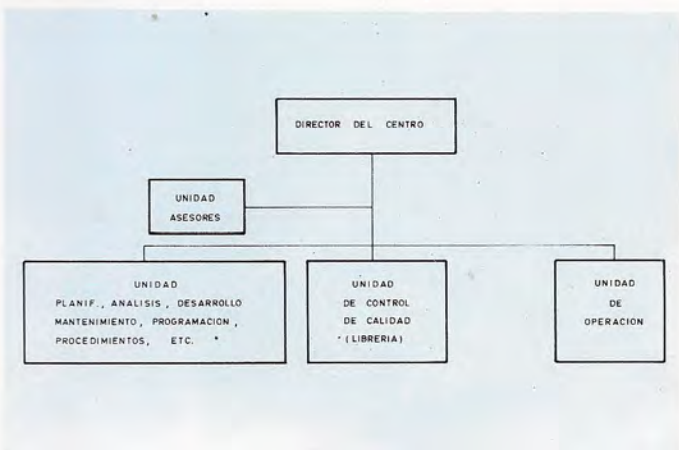 DIRECTOR DEL CENTRO
UNIDAD
ASESORES
UNIDAD
PLANIF., ANALISIS, DESARROLLO
MANTENIMIENTO, PROGRAMACION,
PROCEDIMIENTOS, ETC.
UNIDAD
DE CONTROL
DE CALIDAD
(LIBRERIA)
UNIDAD
DE
OPERACION